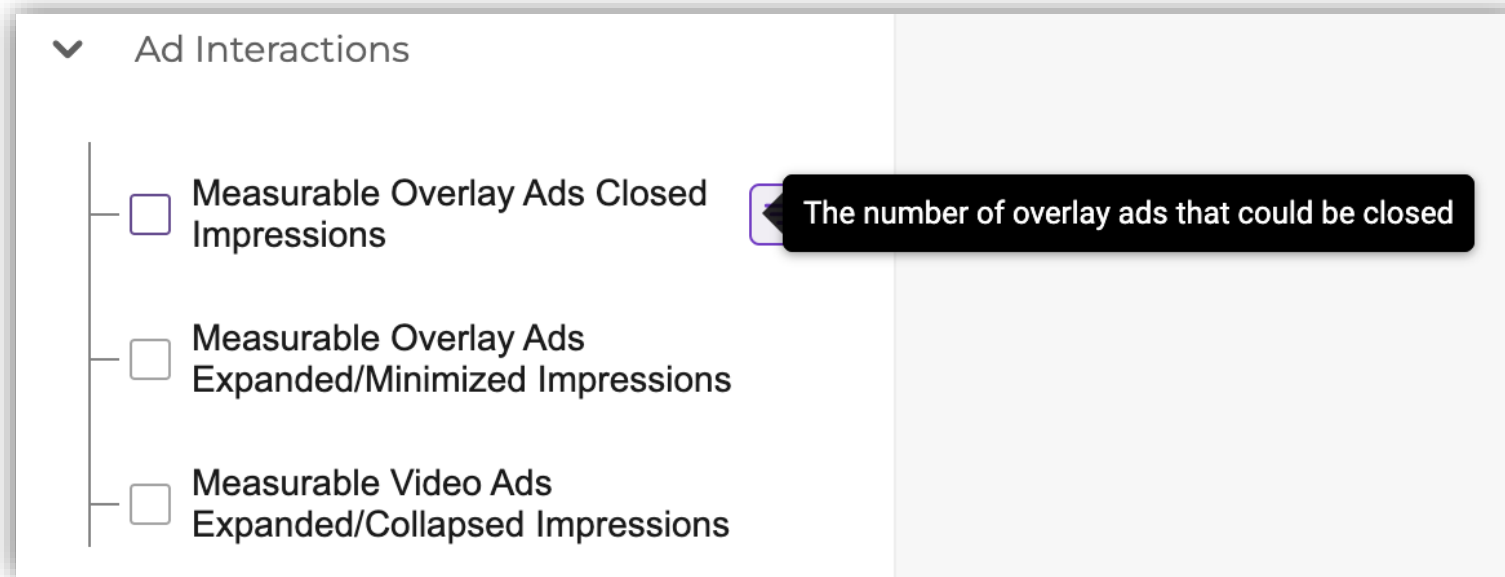 Ad Interactions
Measurable Overlay Ads Closed
Impressions
The number of overlay ads that could be closed
Measurable Overlay Ads
Expanded/Minimized Impressions
Measurable Video Ads
Expanded/Collapsed Impressions